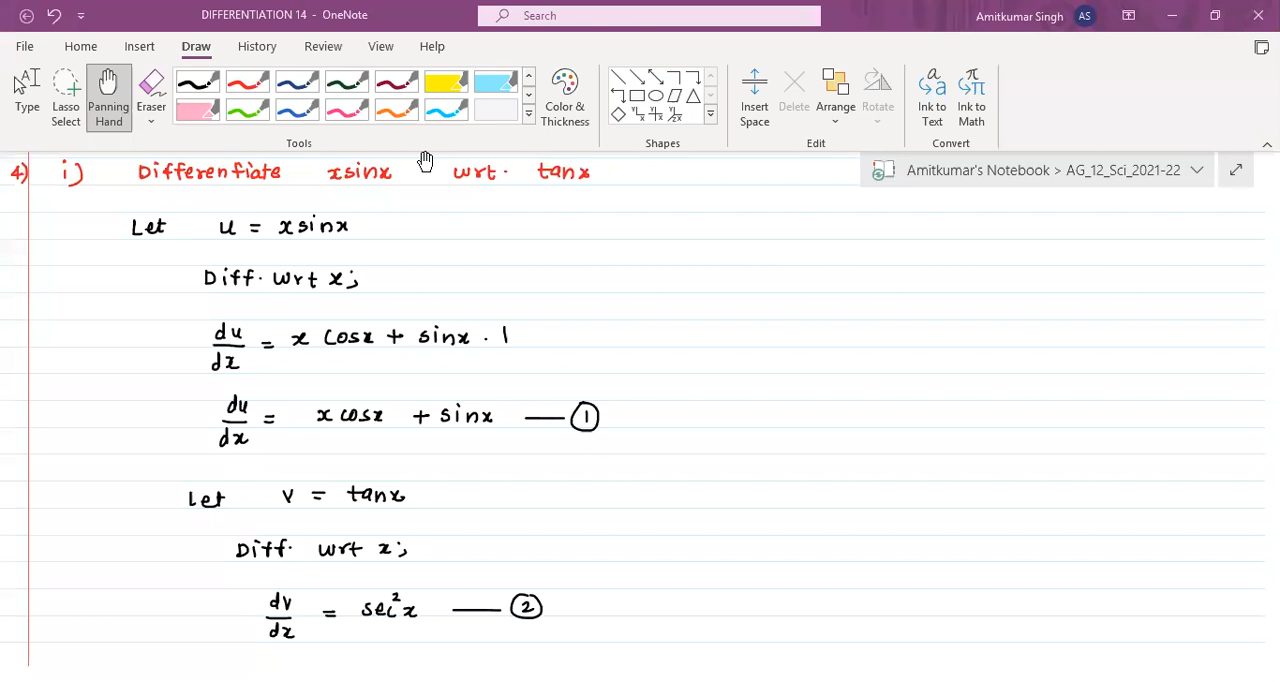 DIFFERENTIATION 14 - OneNote
Search
Amitkumar Singh AS
File Home Insert Draw History Review View Help
Type
Lasso Select
Panning Hand
Eraser
Color & Thickness
Insert Space
Delete
Arrange
Rotate
Ink to Text
Ink to Math
Tools
Shapes
Edit
Convert
Amitkumar's Notebook > AG_12_Sci_2021-22
4) i) Differentiate xsinx wrt. tanx
Let u = xsinx
Diff. wrt x;
du/dx = x cosx + sinx . 1
du/dx = x cosx + sinx —— ①
Let v = tanx
Diff. wrt x;
dv/dx = sec²x —— ②